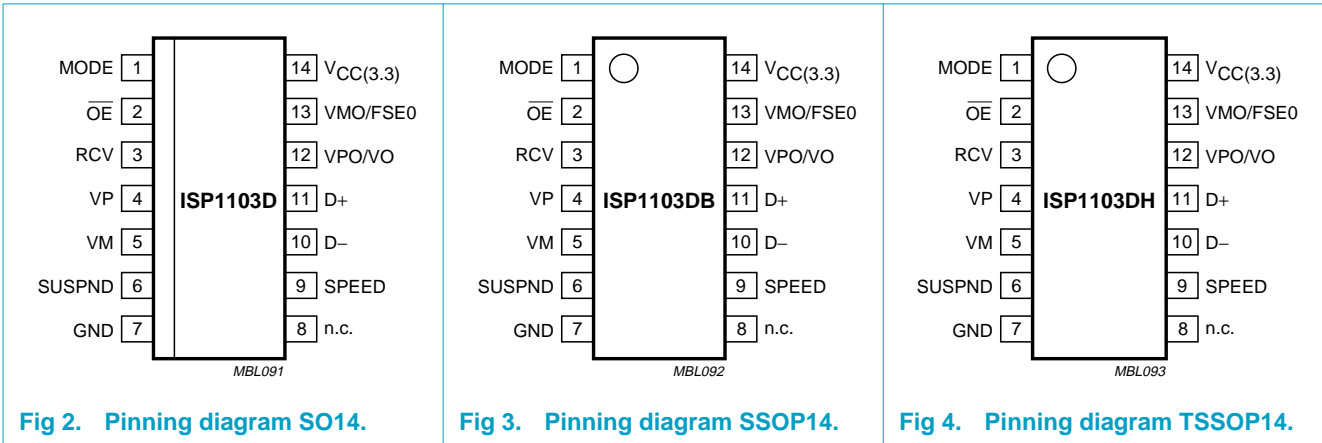 MODE 1 14 VCC(3.3)
OE 2 13 VMO/FSE0
RCV 3 12 VPO/VO
VP 4 ISP1103D 11 D+
VM 5 10 D−
SUSPND 6 9 SPEED
GND 7 8 n.c.
MBL091
Fig 2. Pinning diagram SO14.
MODE 1 14 VCC(3.3)
OE 2 13 VMO/FSE0
RCV 3 12 VPO/VO
VP 4 ISP1103DB 11 D+
VM 5 10 D−
SUSPND 6 9 SPEED
GND 7 8 n.c.
MBL092
Fig 3. Pinning diagram SSOP14.
MODE 1 14 VCC(3.3)
OE 2 13 VMO/FSE0
RCV 3 12 VPO/VO
VP 4 ISP1103DH 11 D+
VM 5 10 D−
SUSPND 6 9 SPEED
GND 7 8 n.c.
MBL093
Fig 4. Pinning diagram TSSOP14.